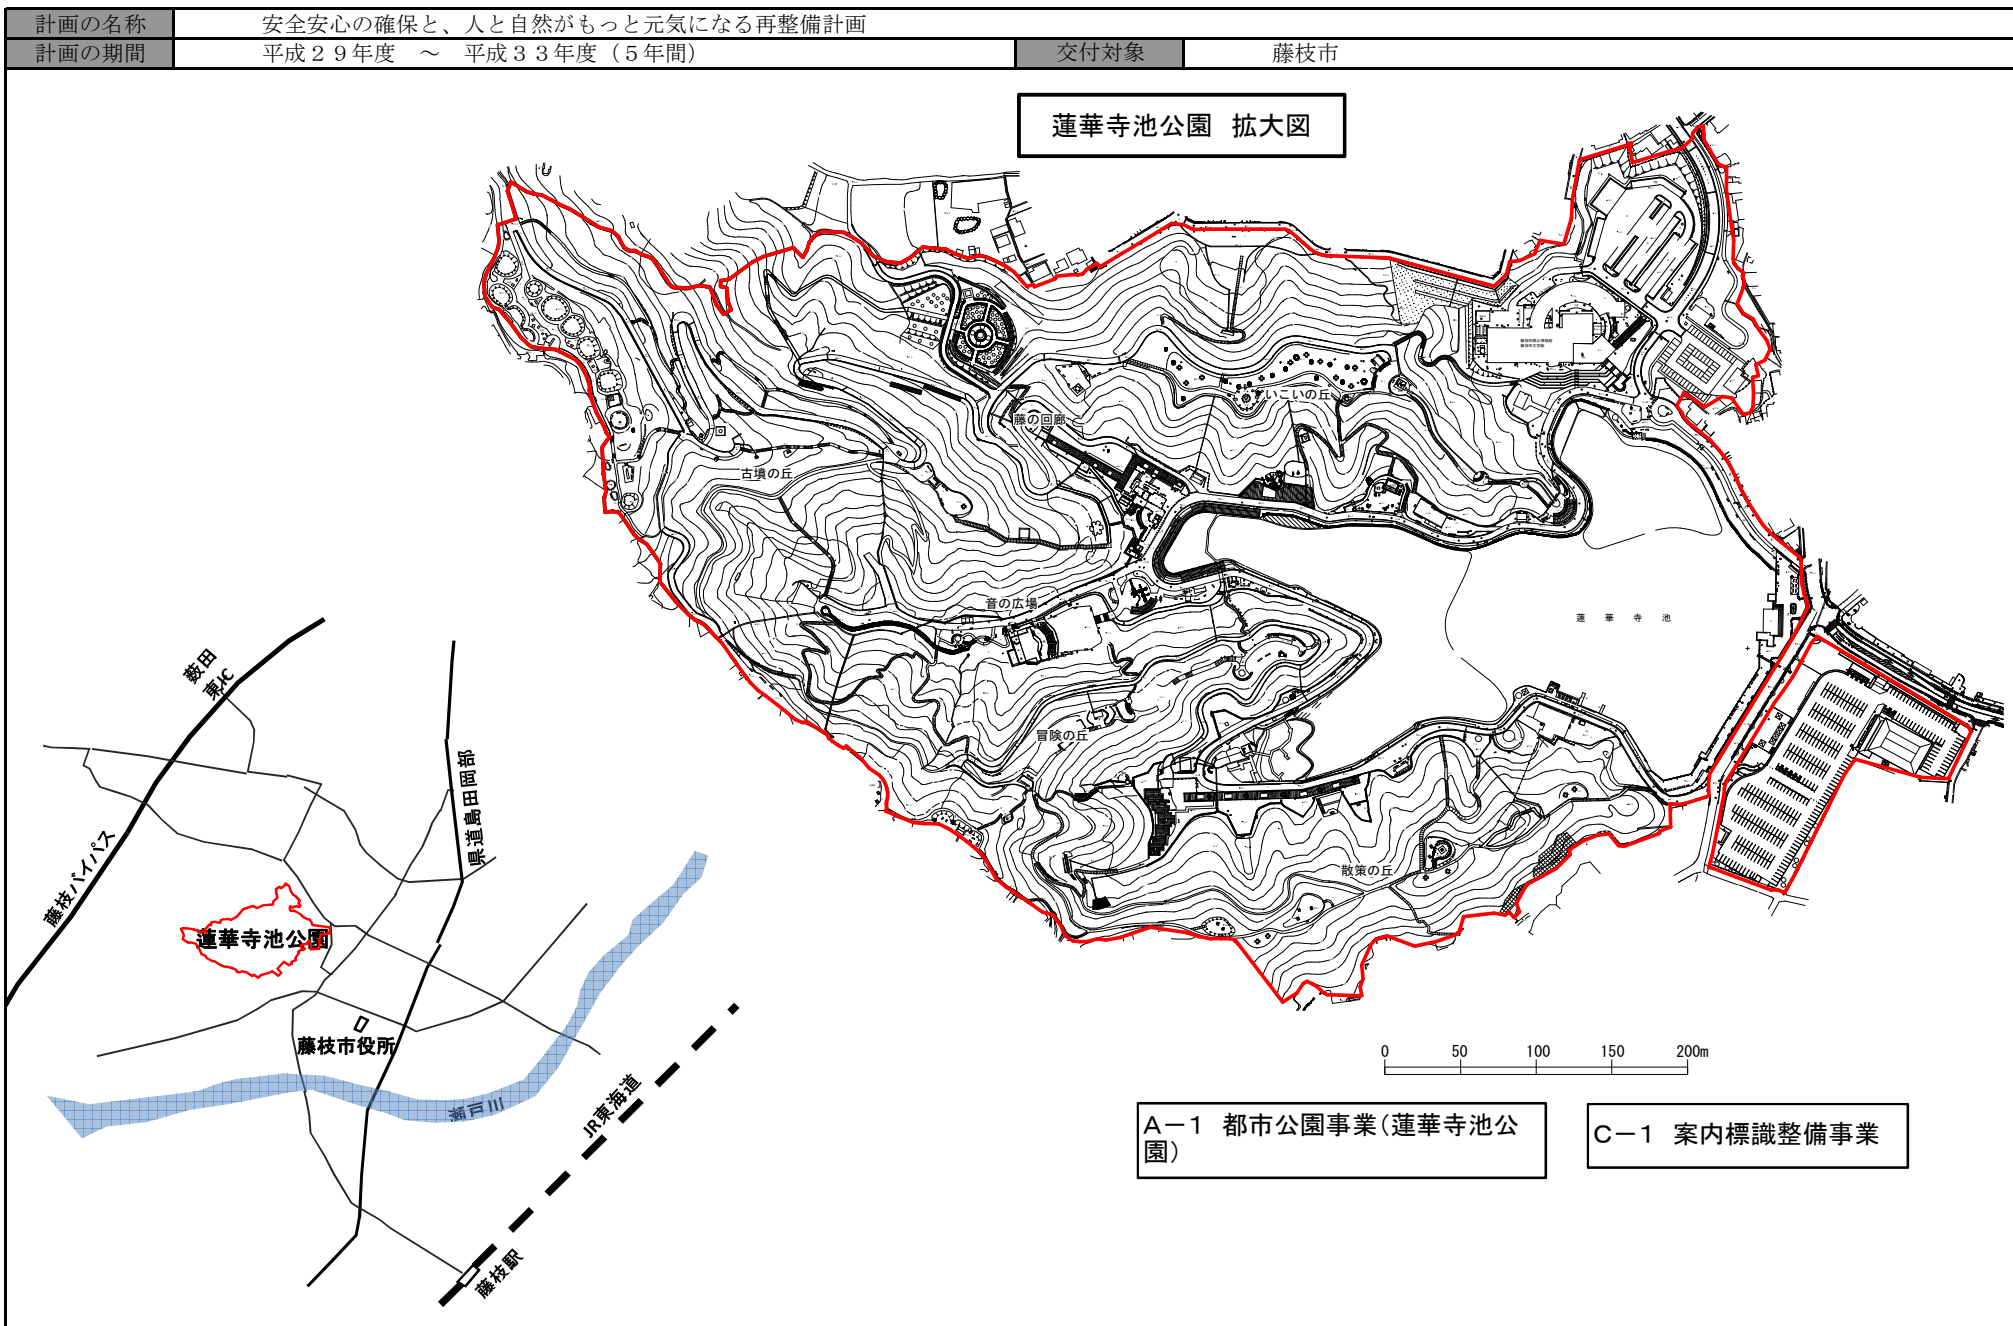 計画の名称 安全安心の確保と、人と自然がもっと元気になる再整備計画
計画の期間 平成２９年度 ～ 平成３３年度（５年間） 交付対象 藤枝市
蓮華寺池公園 拡大図
いこいの丘
藤の回廊
古墳の丘
音の広場
蓮華寺池
冒険の丘
散策の丘
藪田
東IC
県道島田岡部
藤枝バイパス
蓮華寺池公園
藤枝市役所
瀬戸川
JR東海道
藤枝駅
0 50 100 150 200m
A－1 都市公園事業（蓮華寺池公
園）
C－1 案内標識整備事業